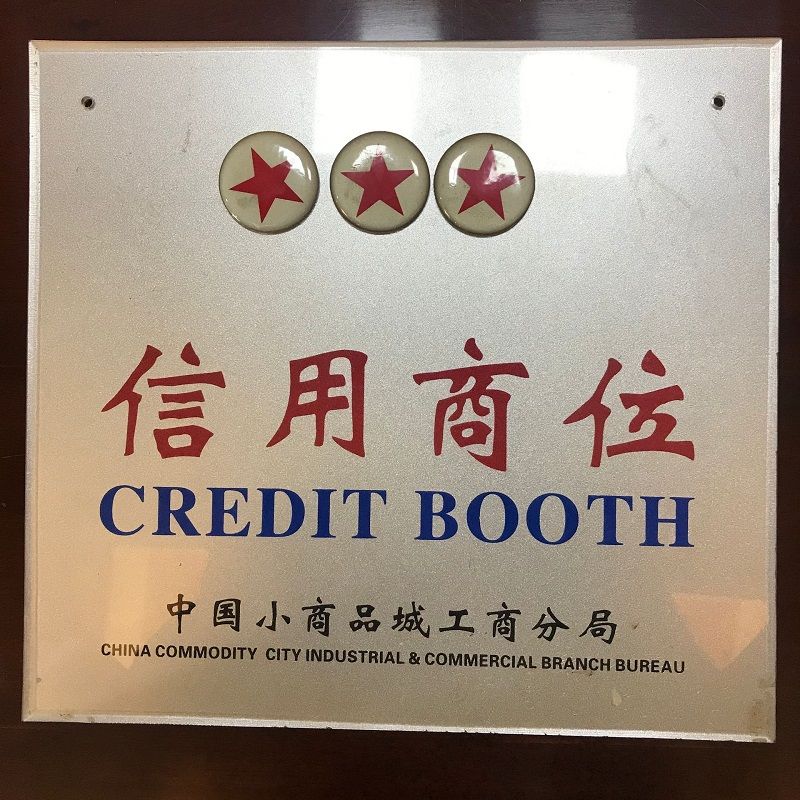 信用商位
CREDIT BOOTH
中国小商品城工商分局
CHINA COMMODITY CITY INDUSTRIAL & COMMERCIAL BRANCH BUREAU